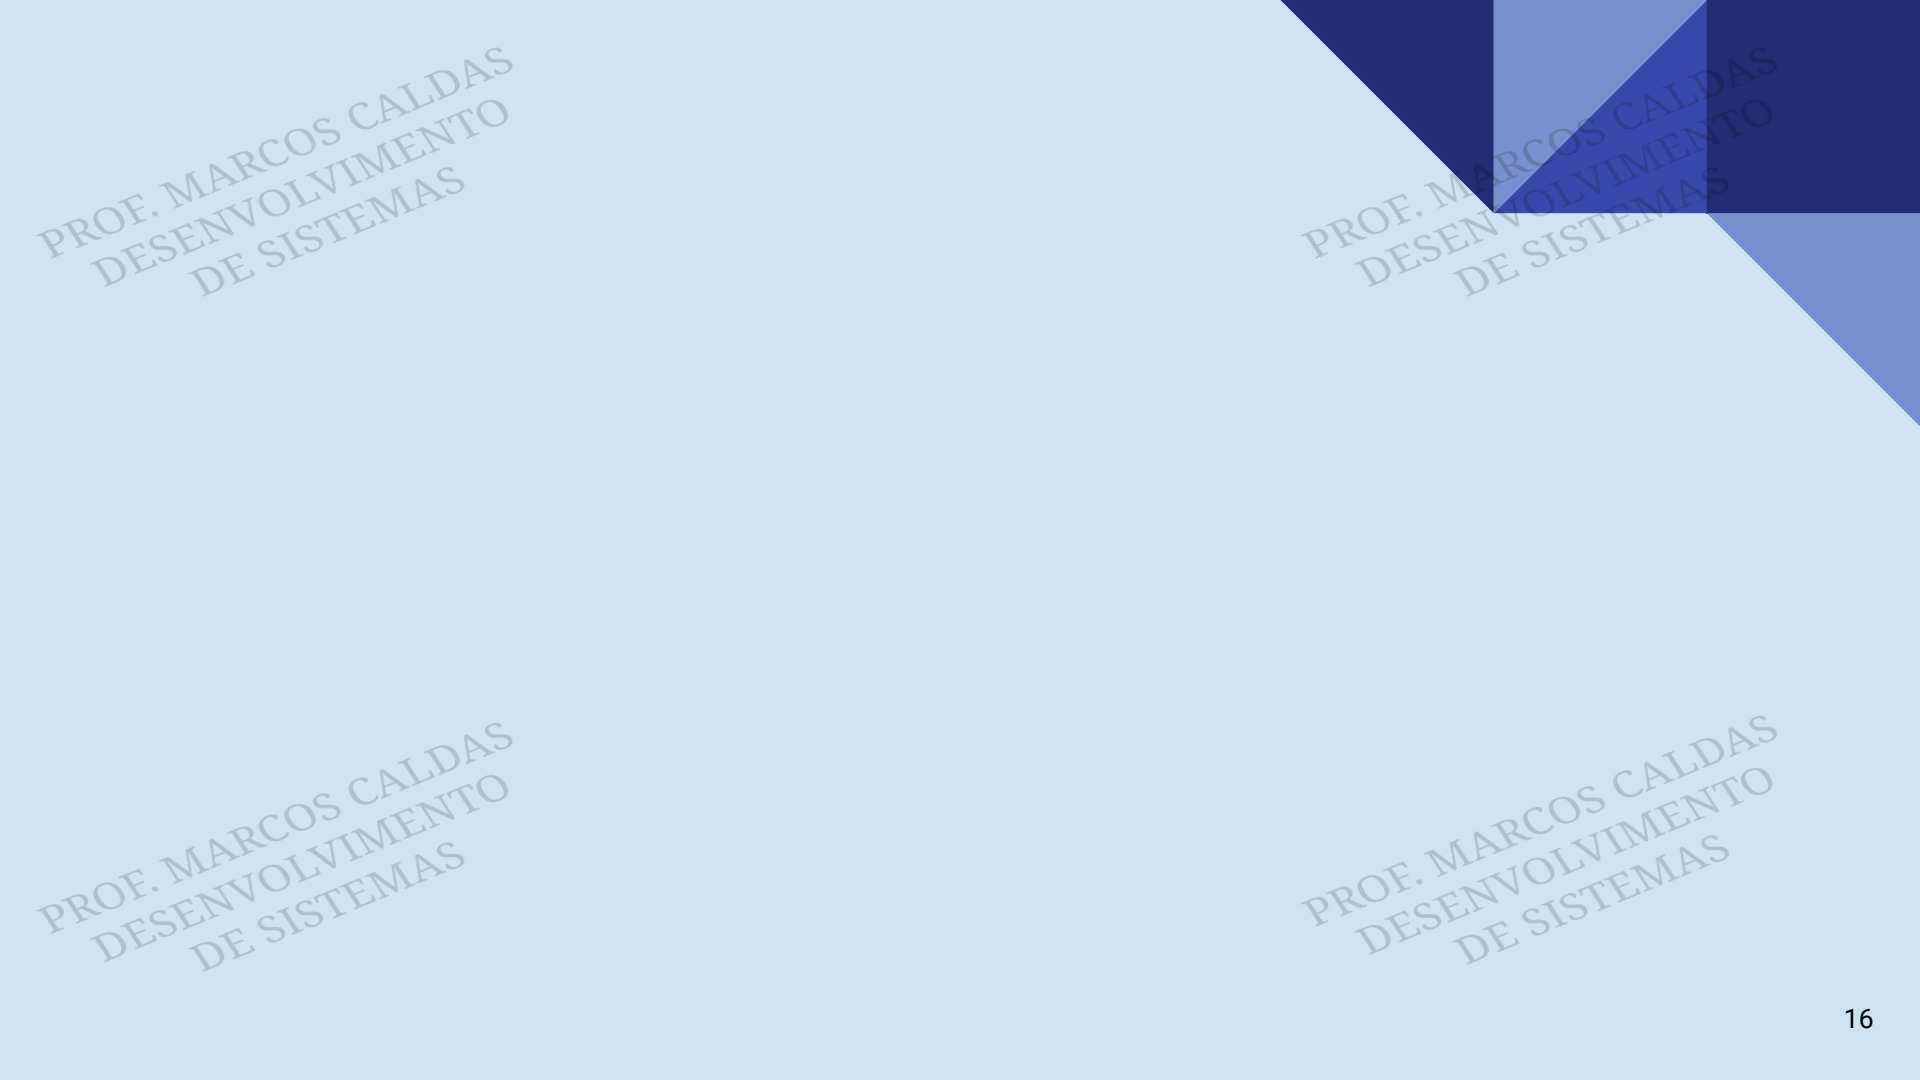 PROF. MARCOS CALDAS
DESENVOLVIMENTO
DE SISTEMAS
PROF. MARCOS CALDAS
DESENVOLVIMENTO
DE SISTEMAS
PROF. MARCOS CALDAS
DESENVOLVIMENTO
DE SISTEMAS
PROF. MARCOS CALDAS
DESENVOLVIMENTO
DE SISTEMAS
16